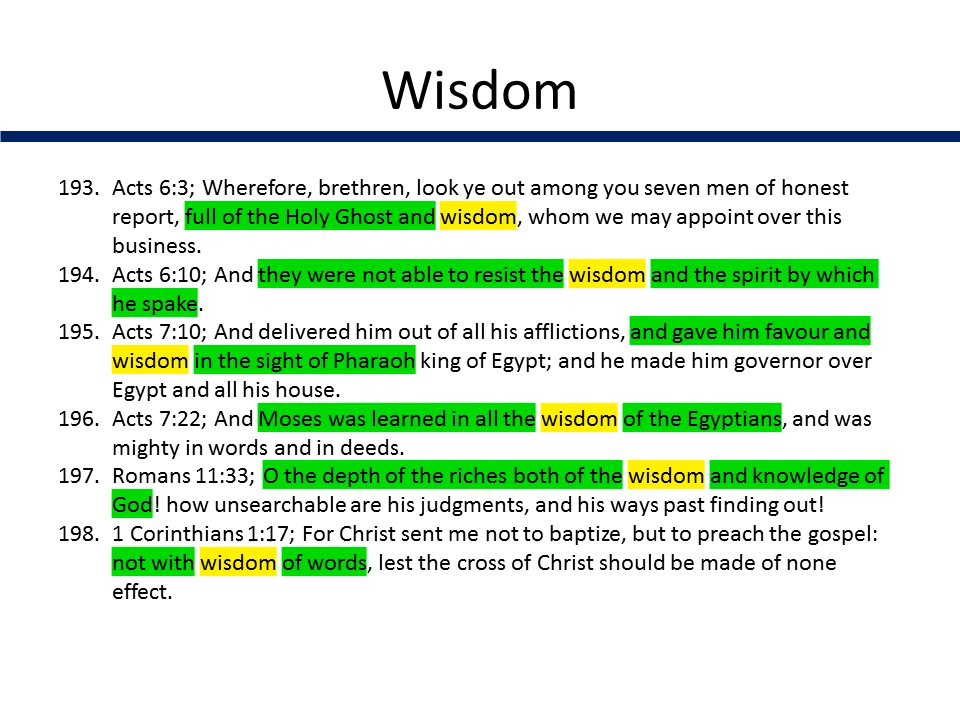 Wisdom
193. Acts 6:3; Wherefore, brethren, look ye out among you seven men of honest
report, full of the Holy Ghost and wisdom, whom we may appoint over this
business.
194. Acts 6:10; And they were not able to resist the wisdom and the spirit by which
he spake.
195. Acts 7:10; And delivered him out of all his afflictions, and gave him favour and
wisdom in the sight of Pharaoh king of Egypt; and he made him governor over
Egypt and all his house.
196. Acts 7:22; And Moses was learned in all the wisdom of the Egyptians, and was
mighty in words and in deeds.
197. Romans 11:33; O the depth of the riches both of the wisdom and knowledge of
God! how unsearchable are his judgments, and his ways past finding out!
198. 1 Corinthians 1:17; For Christ sent me not to baptize, but to preach the gospel:
not with wisdom of words, lest the cross of Christ should be made of none
effect.